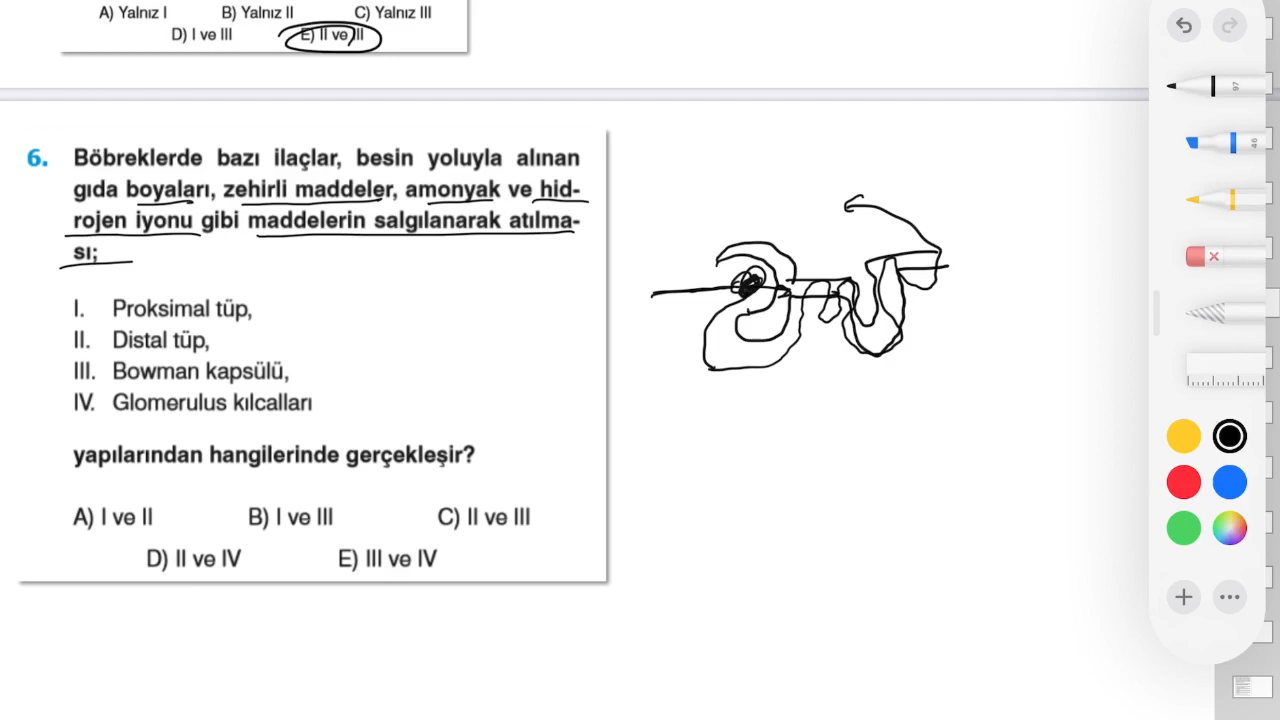 A) Yalnız I B) Yalnız II C) Yalnız III
D) I ve III E) II ve III
6. Böbreklerde bazı ilaçlar, besin yoluyla alınan
gıda boyaları, zehirli maddeler, amonyak ve hid-
rojen iyonu gibi maddelerin salgılanarak atılma-
sı;
I. Proksimal tüp,
II. Distal tüp,
III. Bowman kapsülü,
IV. Glomerulus kılcalları
yapılarından hangilerinde gerçekleşir?
A) I ve II B) I ve III C) II ve III
D) II ve IV E) III ve IV
97